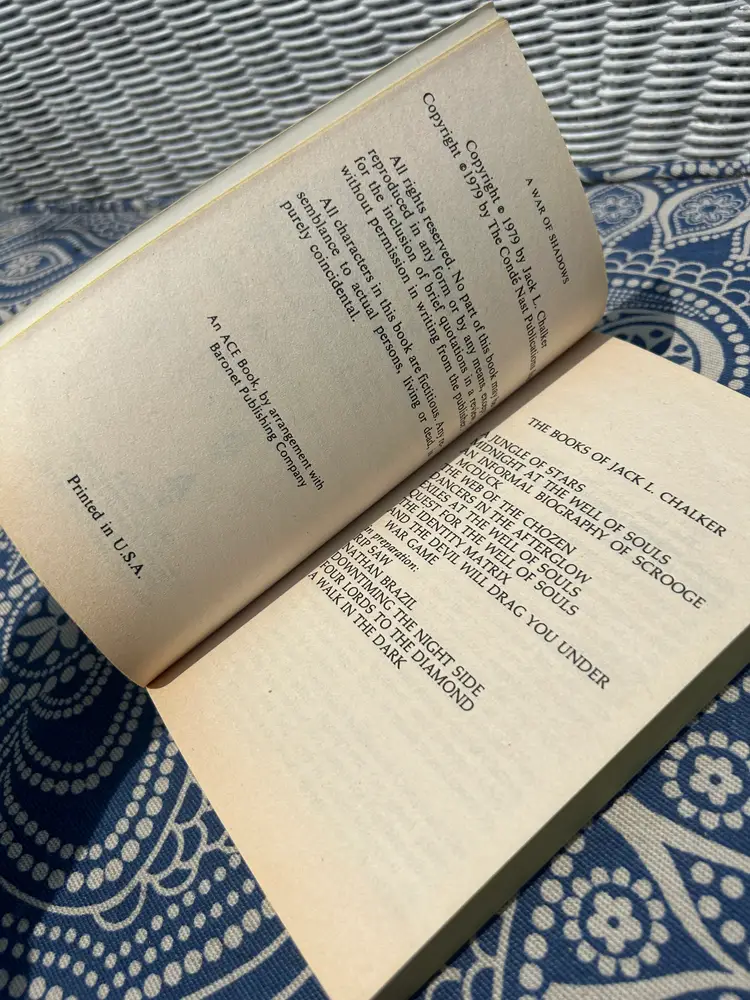 A WAR OF SHADOWS
Copyright © 1979 by Jack L. Chalker
Copyright ©1979 by The Condé Nast Publications
All rights reserved. No part of this book may
reproduced in any form or by any means,
for the inclusion of brief quotations in a
without permission in writing from the publisher
All characters in this book are fictitious. Any
semblance to actual persons, living or dead,
purely coincidental.
An ACE Book, by arrangement with
Baronet Publishing Company
Printed in U.S.A.
THE BOOKS OF JACK L. CHALKER
A JUNGLE OF STARS
MIDNIGHT AT THE WELL OF SOULS
AN INFORMAL BIOGRAPHY OF SCROOGE
MCDUCK
THE WEB OF THE CHOZEN
DANCERS IN THE AFTERGLOW
EXILES AT THE WELL OF SOULS
QUEST FOR THE WELL OF SOULS
THE IDENTITY MATRIX
AND THE DEVIL WILL DRAG YOU UNDER
WAR GAME
preparation:
SAW
BRAZIL
DOWNTIMING THE NIGHT SIDE
FOUR LORDS TO THE DIAMOND
A WALK IN THE DARK